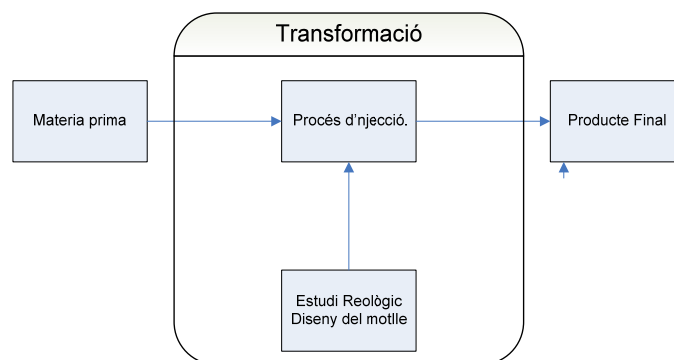 Transformació
Materia prima
Procés d’njecció.
Producte Final
Estudi Reològic
Diseny del motlle